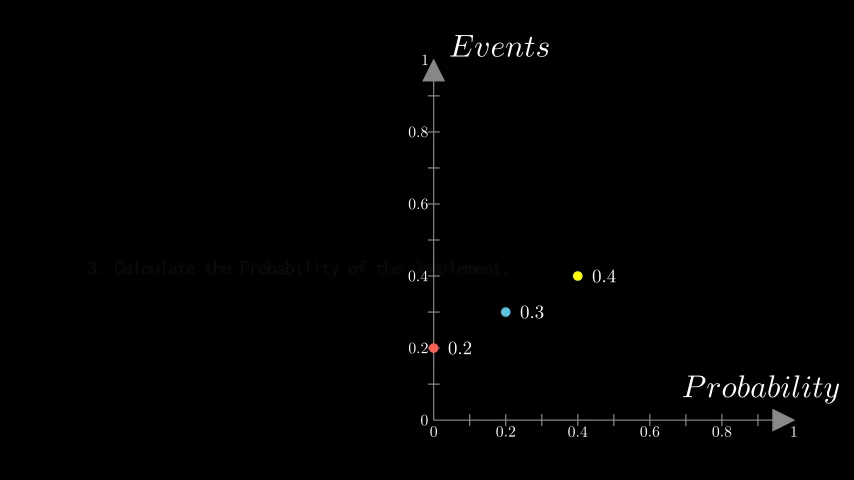 Events
1
0.8
0.6
3. Calculate the Probability of the Complement:
0.4 0.4
0.3
0.2 0.2
Probability
0
0 0.2 0.4 0.6 0.8 1